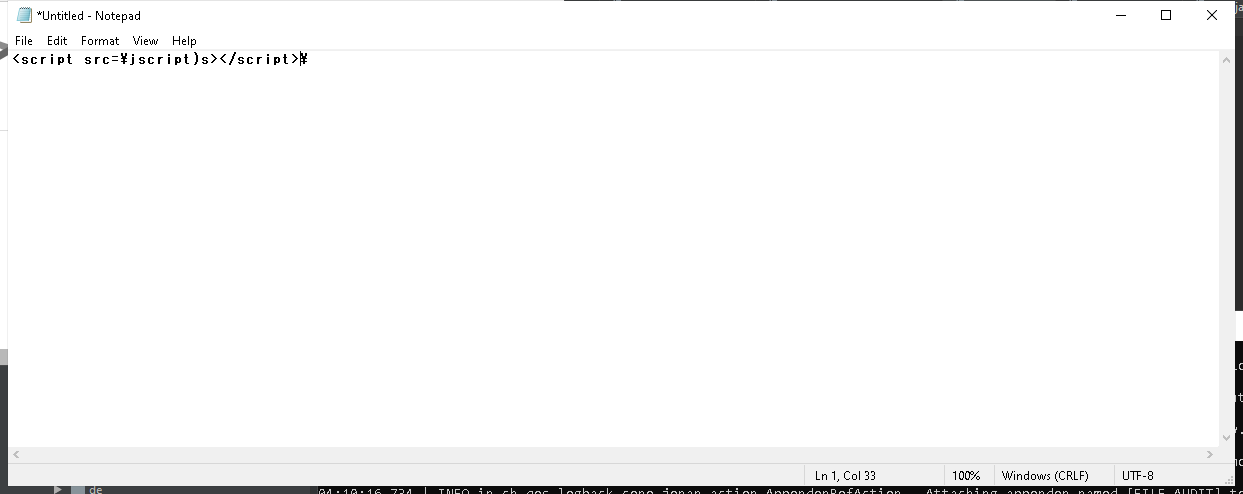 *Untitled - Notepad
File Edit Format View Help
<script src=¥jscript)s></script>¥
Ln 1, Col 33 100% Windows (CRLF) UTF-8
de
04:10:16,734 | INFO in ch.qos.logback.core.joran.action.AppenderRefAction - Attaching appender named [FILE_AUDIT] t